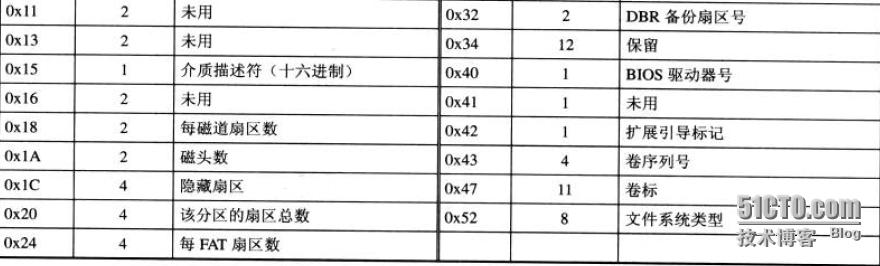 0x11 2 未用 0x32 2 DBR 备份扇区号
0x13 2 未用 0x34 12 保留
0x15 1 介质描述符（十六进制） 0x40 1 BIOS 驱动器号
0x16 2 未用 0x41 1 未用
0x18 2 每磁道扇区数 0x42 1 扩展引导标记
0x1A 2 磁头数 0x43 4 卷序列号
0x1C 4 隐藏扇区 0x47 11 卷标
0x20 4 该分区的扇区总数 0x52 8 文件系统类型
0x24 4 每 FAT 扇区数
51CTO.com
技术博客 Blog